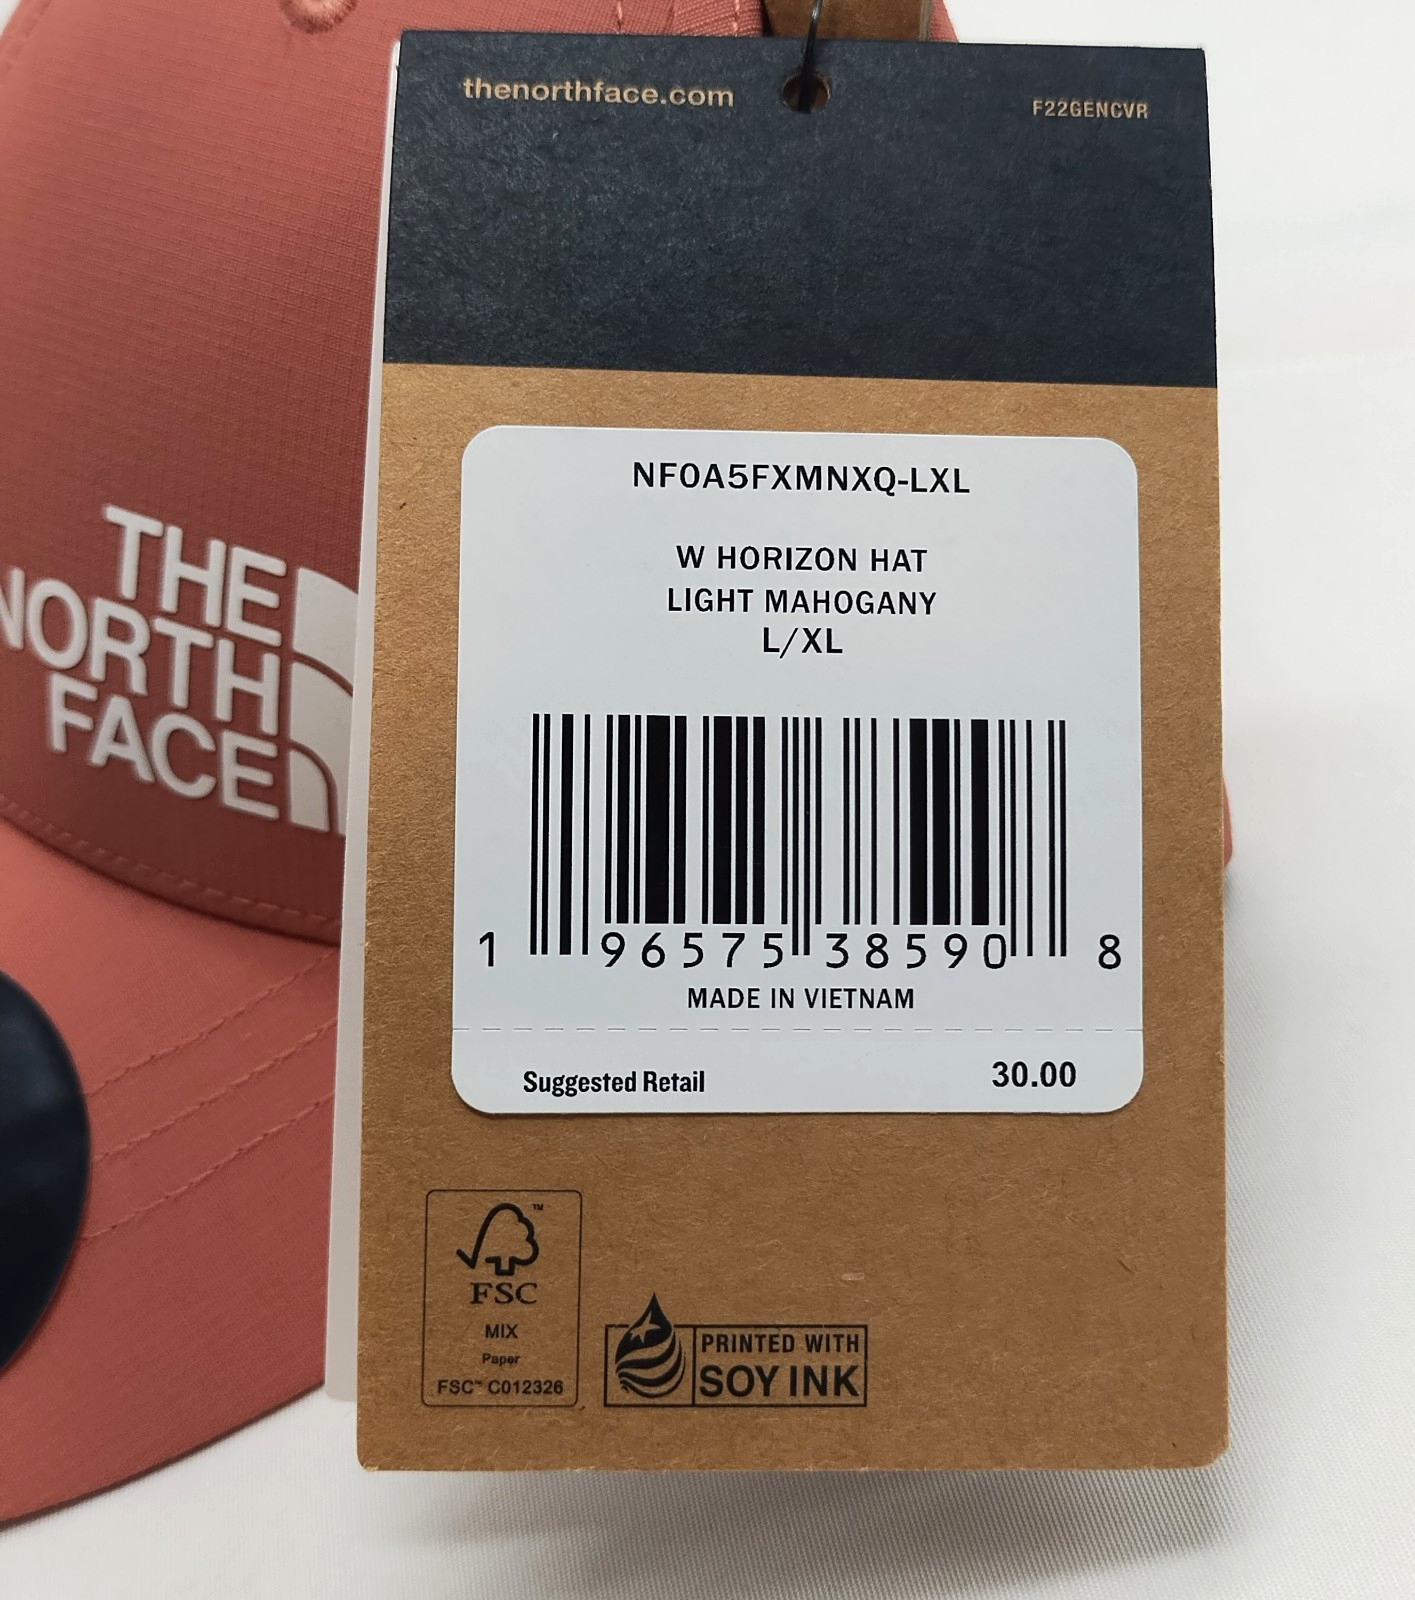 thenorthface.com
F22GENCVR
NF0A5FXMNXQ-LXL
W HORIZON HAT
LIGHT MAHOGANY
L/XL
1 96575 38590 8
MADE IN VIETNAM
Suggested Retail 30.00
THE
NORTH
FACE
FSC
MIX
Paper
FSC™ C012326
PRINTED WITH
SOY INK